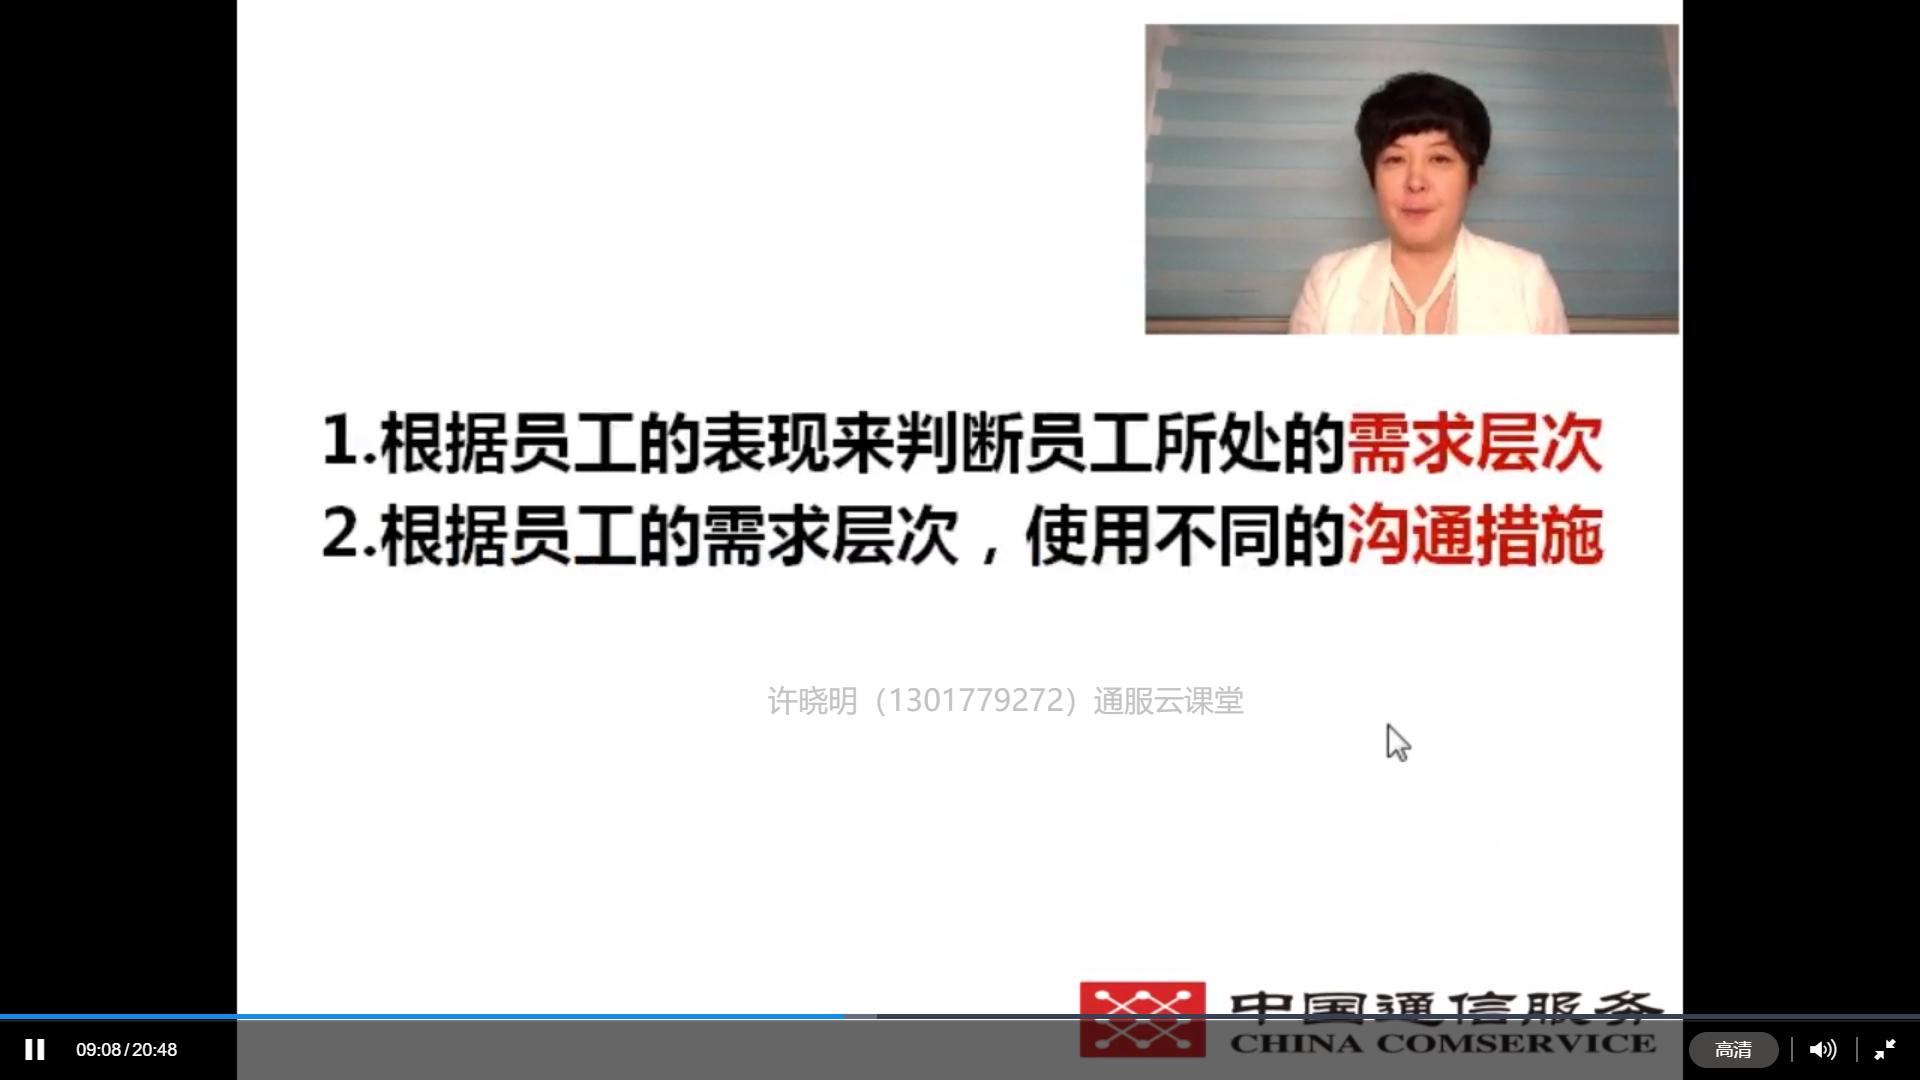 1.根据员工的表现来判断员工所处的需求层次
2.根据员工的需求层次，使用不同的沟通措施
许晓明（1301779272）通服云课堂
中国通信服务
CHINA COMSERVICE
09:08/20:48
高清